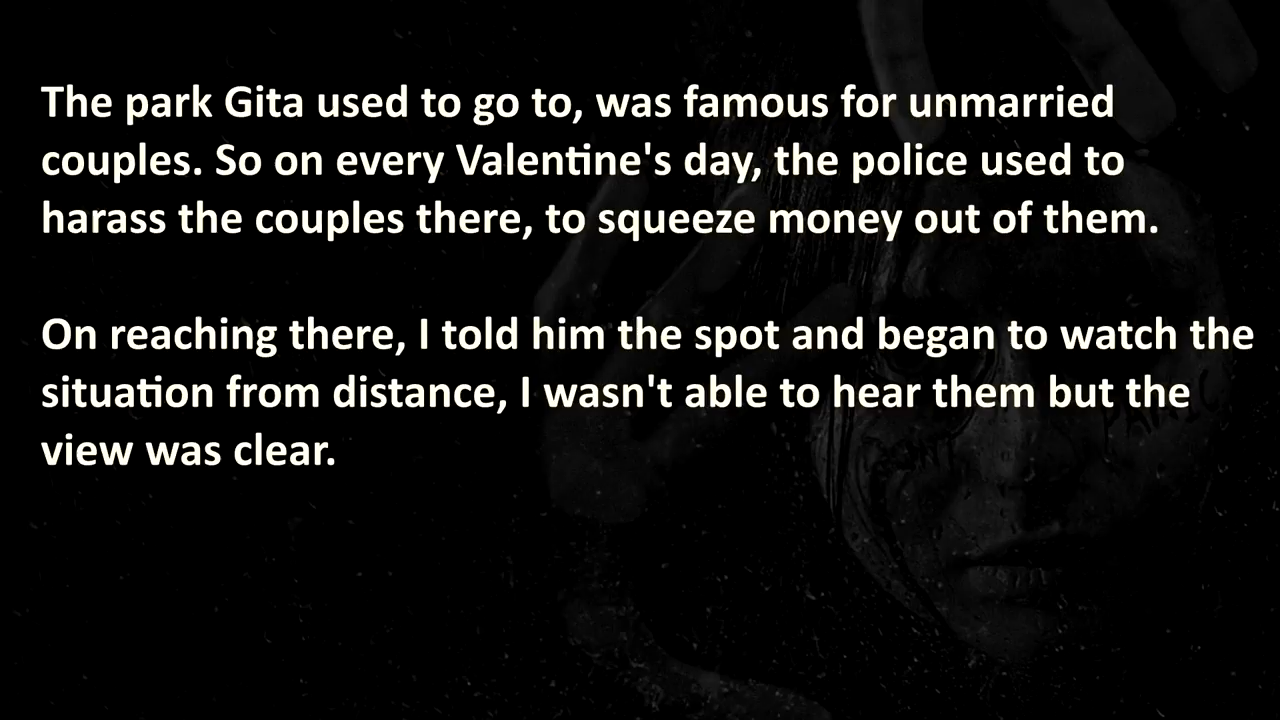 The park Gita used to go to, was famous for unmarried
couples. So on every Valentine's day, the police used to
harass the couples there, to squeeze money out of them.
On reaching there, I told him the spot and began to watch the
situation from distance, I wasn't able to hear them but the
view was clear.